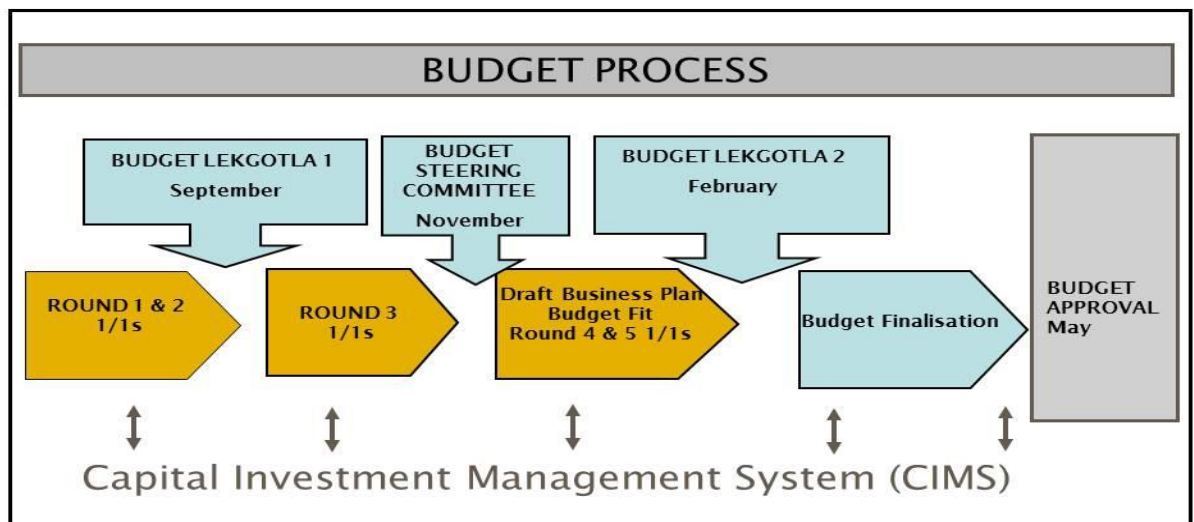 BUDGET PROCESS
BUDGET LEKGOTLA 1
September
BUDGET
STEERING
COMMITTEE
November
BUDGET LEKGOTLA 2
February
ROUND 1 & 2
1/1s
ROUND 3
1/1s
Draft Business Plan
Budget Fit
Round 4 & 5 1/1s
Budget Finalisation
BUDGET
APPROVAL
May
Capital Investment Management System (CIMS)